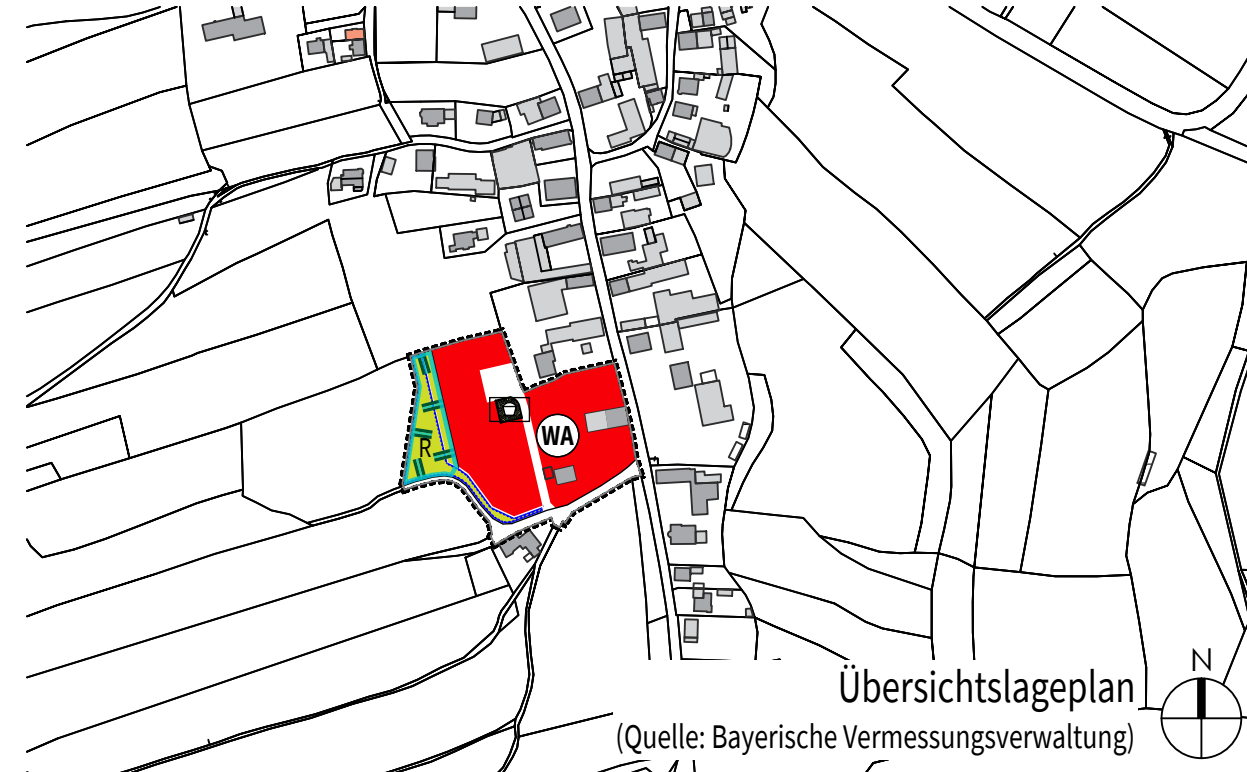 WA
R
N
Übersichtslageplan
(Quelle: Bayerische Vermessungsverwaltung)